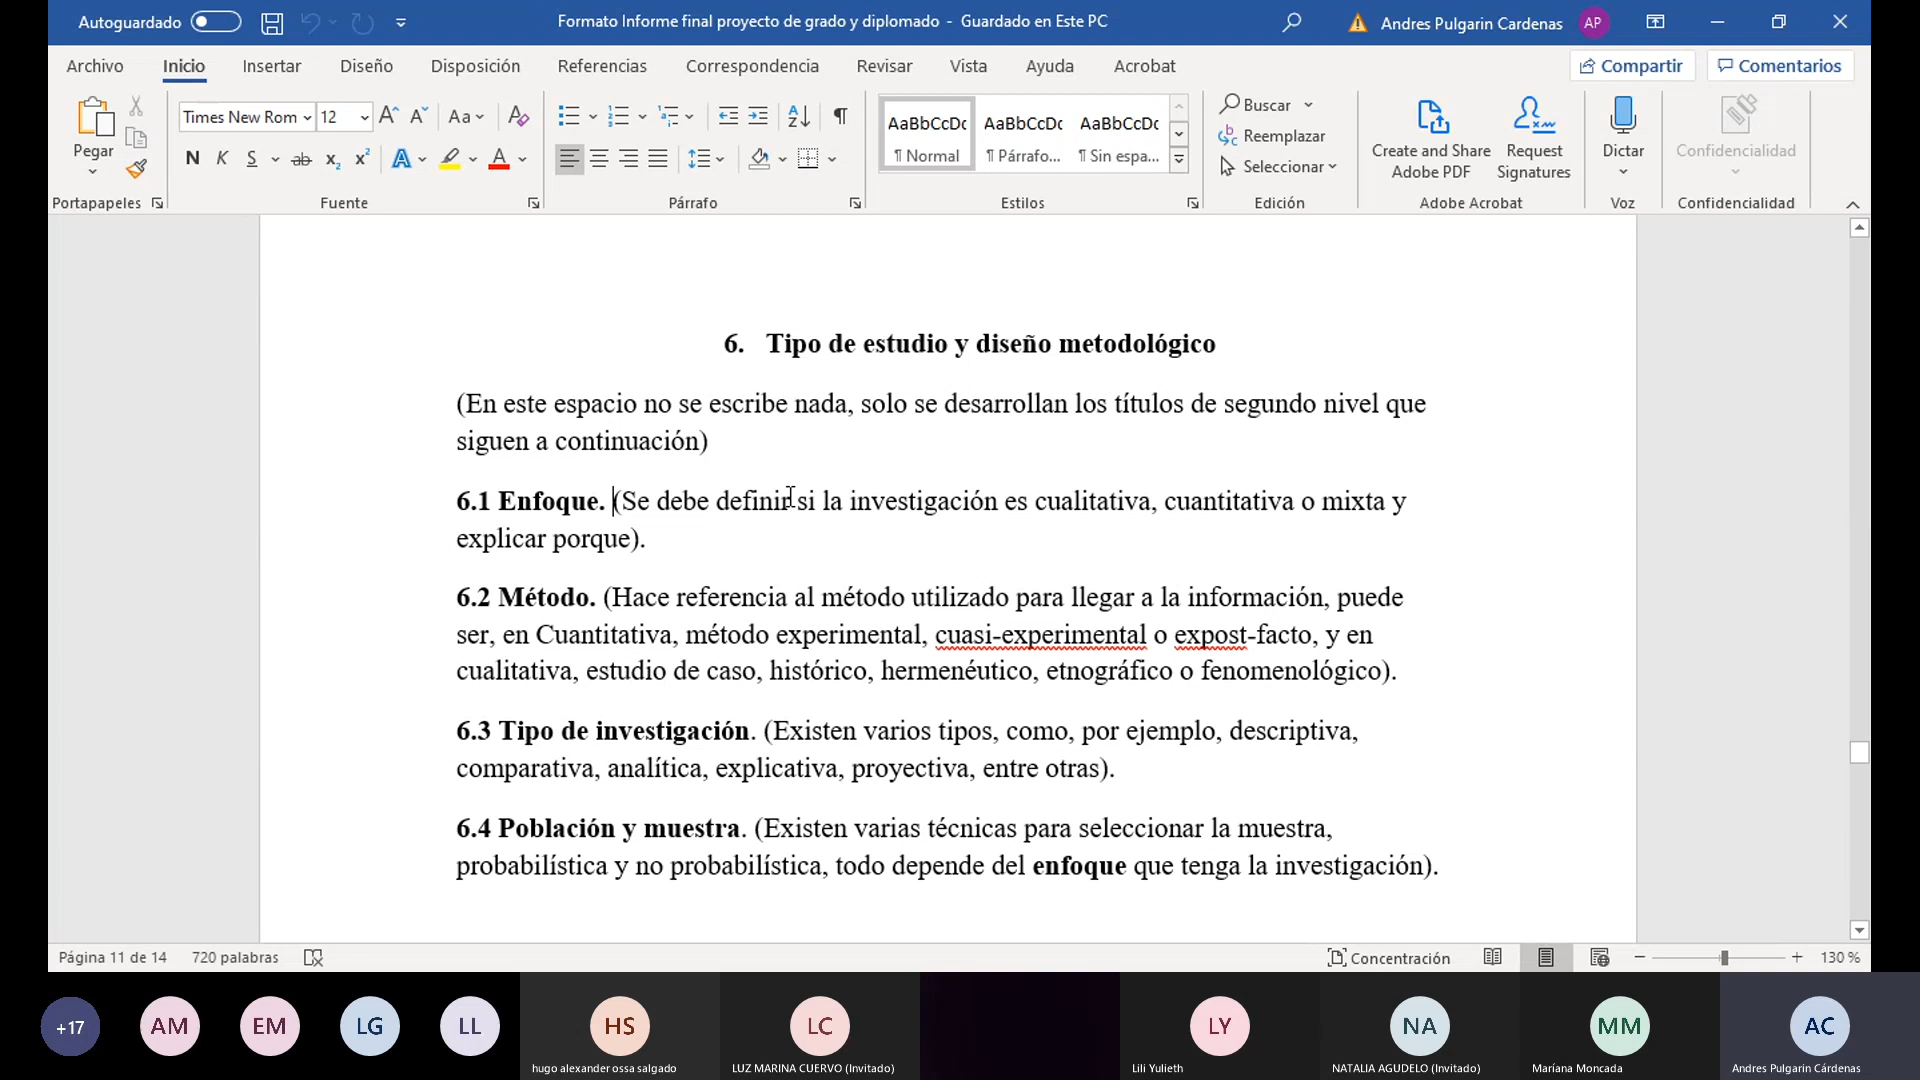 Autoguardado
Formato Informe final proyecto de grado y diplomado - Guardado en Este PC
Andres Pulgarin Cardenas AP
Archivo Inicio Insertar Diseño Disposición Referencias Correspondencia Revisar Vista Ayuda Acrobat
Compartir Comentarios
Times New Rom 12 Aa
AaBbCcDc AaBbCcDc AaBbCcDc
¶ Normal ¶ Párrafo... ¶ Sin espa...
Pegar
N K S ab x₂ x² A A
Buscar
Reemplazar
Seleccionar
Create and Share
Adobe PDF
Request
Signatures
Dictar
Confidencialidad
Portapapeles Fuente Párrafo Estilos Edición Adobe Acrobat Voz Confidencialidad
6. Tipo de estudio y diseño metodológico
(En este espacio no se escribe nada, solo se desarrollan los títulos de segundo nivel que
siguen a continuación)
6.1 Enfoque. (Se debe definir si la investigación es cualitativa, cuantitativa o mixta y
explicar porque).
6.2 Método. (Hace referencia al método utilizado para llegar a la información, puede
ser, en Cuantitativa, método experimental, cuasi-experimental o expost-facto, y en
cualitativa, estudio de caso, histórico, hermenéutico, etnográfico o fenomenológico).
6.3 Tipo de investigación. (Existen varios tipos, como, por ejemplo, descriptiva,
comparativa, analítica, explicativa, proyectiva, entre otras).
6.4 Población y muestra. (Existen varias técnicas para seleccionar la muestra,
probabilística y no probabilística, todo depende del enfoque que tenga la investigación).
Página 11 de 14 720 palabras
Concentración
130 %
+17 AM EM LG LL HS LC LY NA MM AC
hugo alexander ossa salgado
LUZ MARINA CUERVO (Invitado)
Lili Yulieth
NATALIA AGUDELO (Invitado)
Maríana Moncada
Andres Pulgarin Cárdenas